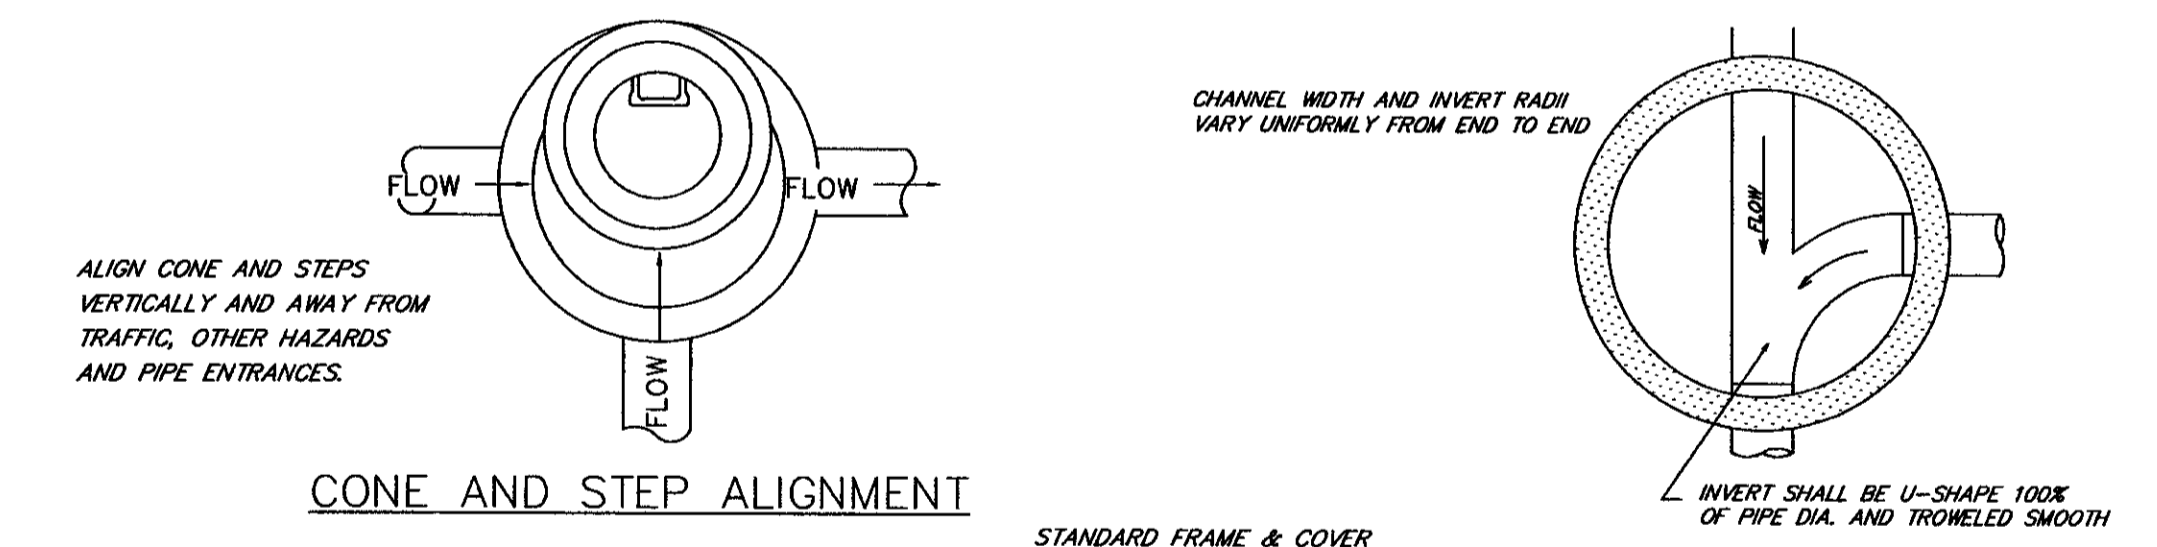 FLOW
FLOW
FLOW
ALIGN CONE AND STEPS
VERTICALLY AND AWAY FROM
TRAFFIC, OTHER HAZARDS
AND PIPE ENTRANCES.
CONE AND STEP ALIGNMENT
CHANNEL WIDTH AND INVERT RADII
VARY UNIFORMLY FROM END TO END
FLOW
INVERT SHALL BE U-SHAPE 100%
OF PIPE DIA. AND TROWELED SMOOTH
STANDARD FRAME & COVER